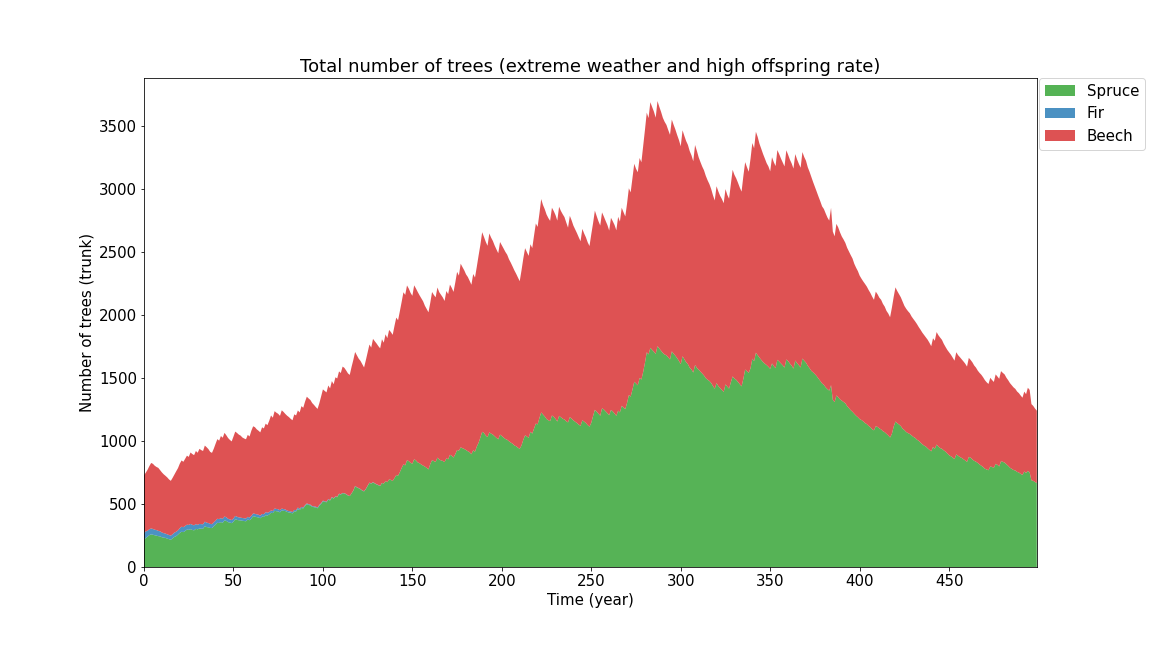 Total number of trees (extreme weather and high offspring rate)
Spruce
Fir
Beech
Number of trees (trunk)
3500
3000
2500
2000
1500
1000
500
0
0 50 100 150 200 250 300 350 400 450
Time (year)